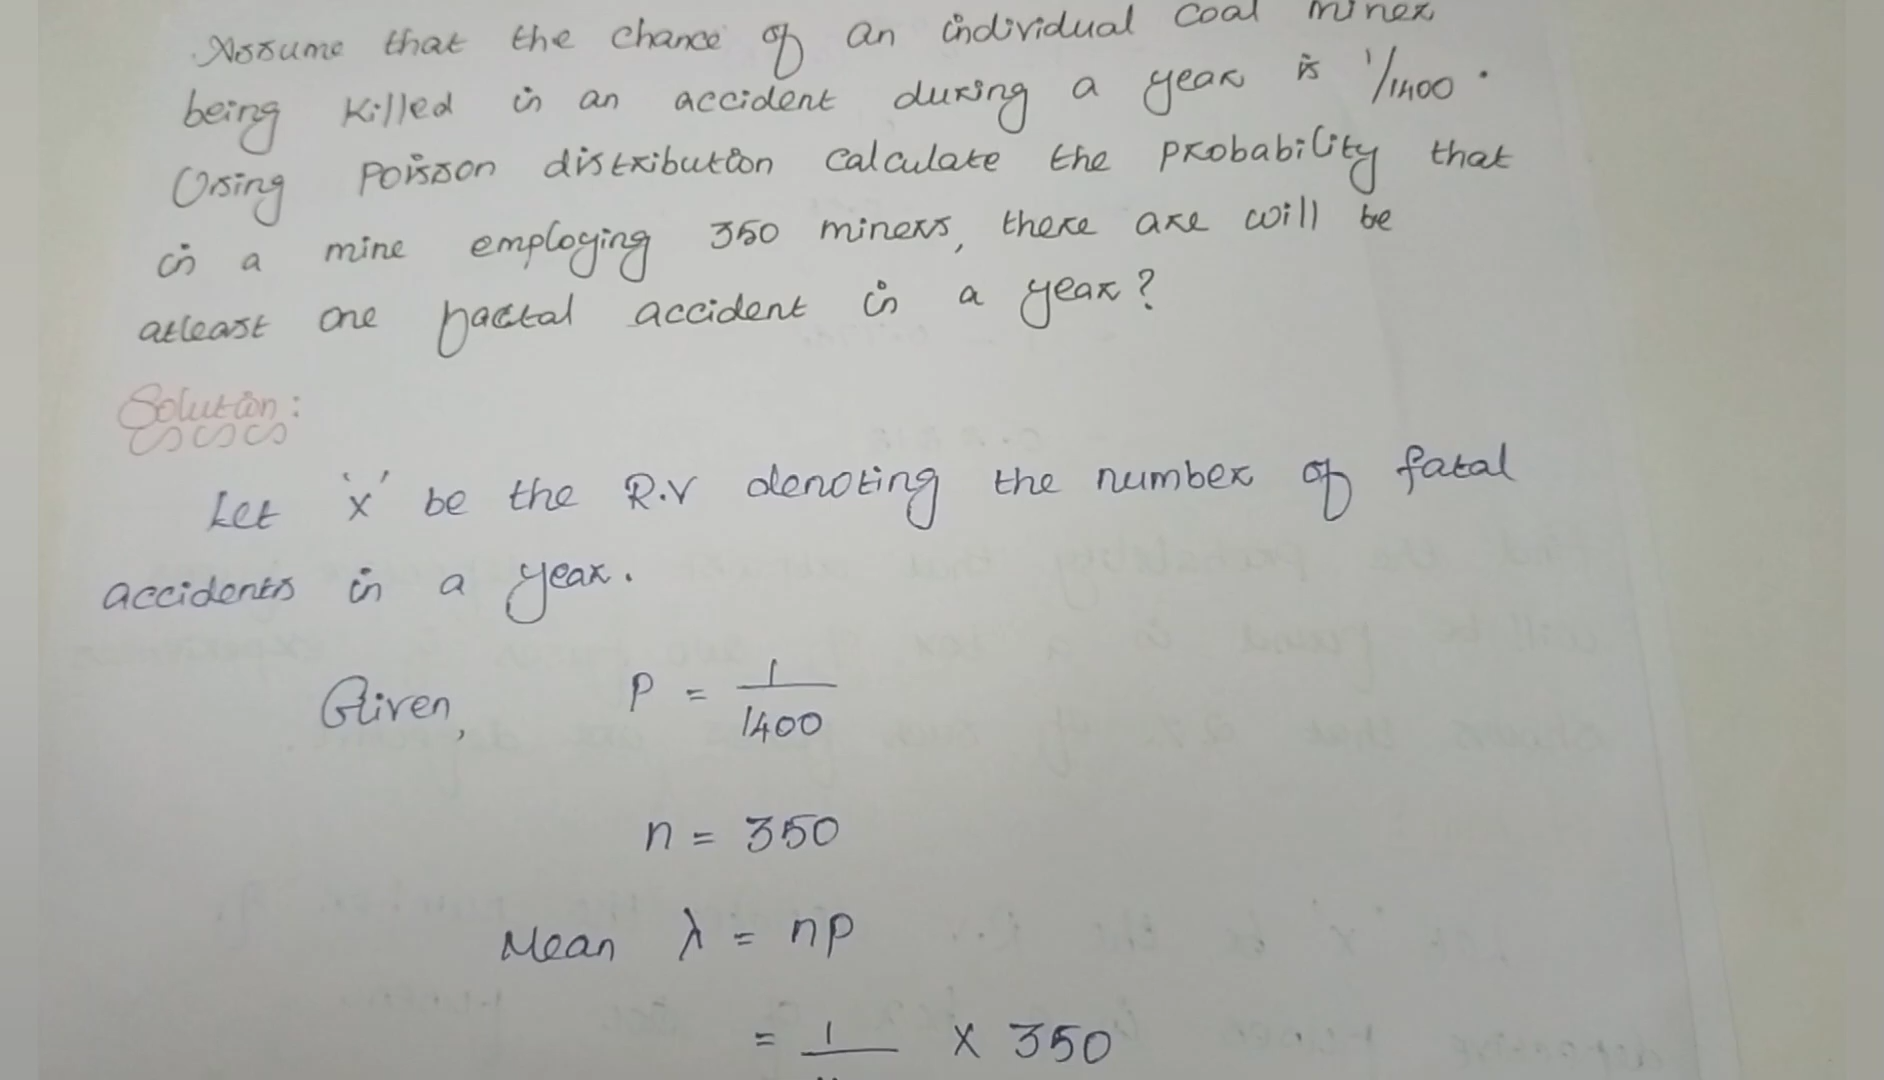 Assume that the chance of an individual coal miner
being killed in an accident during a year is 1/1400.
Using poisson distribution calculate the probability that
in a mine employing 350 miners, there are will be
atleast one factal accident in a year?
Solution:
Let 'x' be the R.V denoting the number of fatal
accidents in a year.
Given, P = 1/1400
n = 350
Mean λ = np
= 1/ × 350